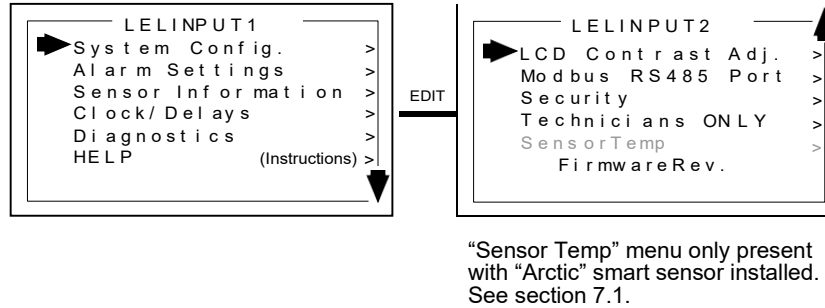 LELINPUT1
System Config. >
Alarm Settings >
Sensor Information >
Clock/Delays >
Diagnostics >
HELP (Instructions) >
EDIT
LELINPUT2
LCD Contrast Adj. >
Modbus RS485 Port >
Security >
Technicians ONLY >
SensorTemp >
FirmwareRev.
“Sensor Temp” menu only present
with “Arctic” smart sensor installed.
See section 7.1.